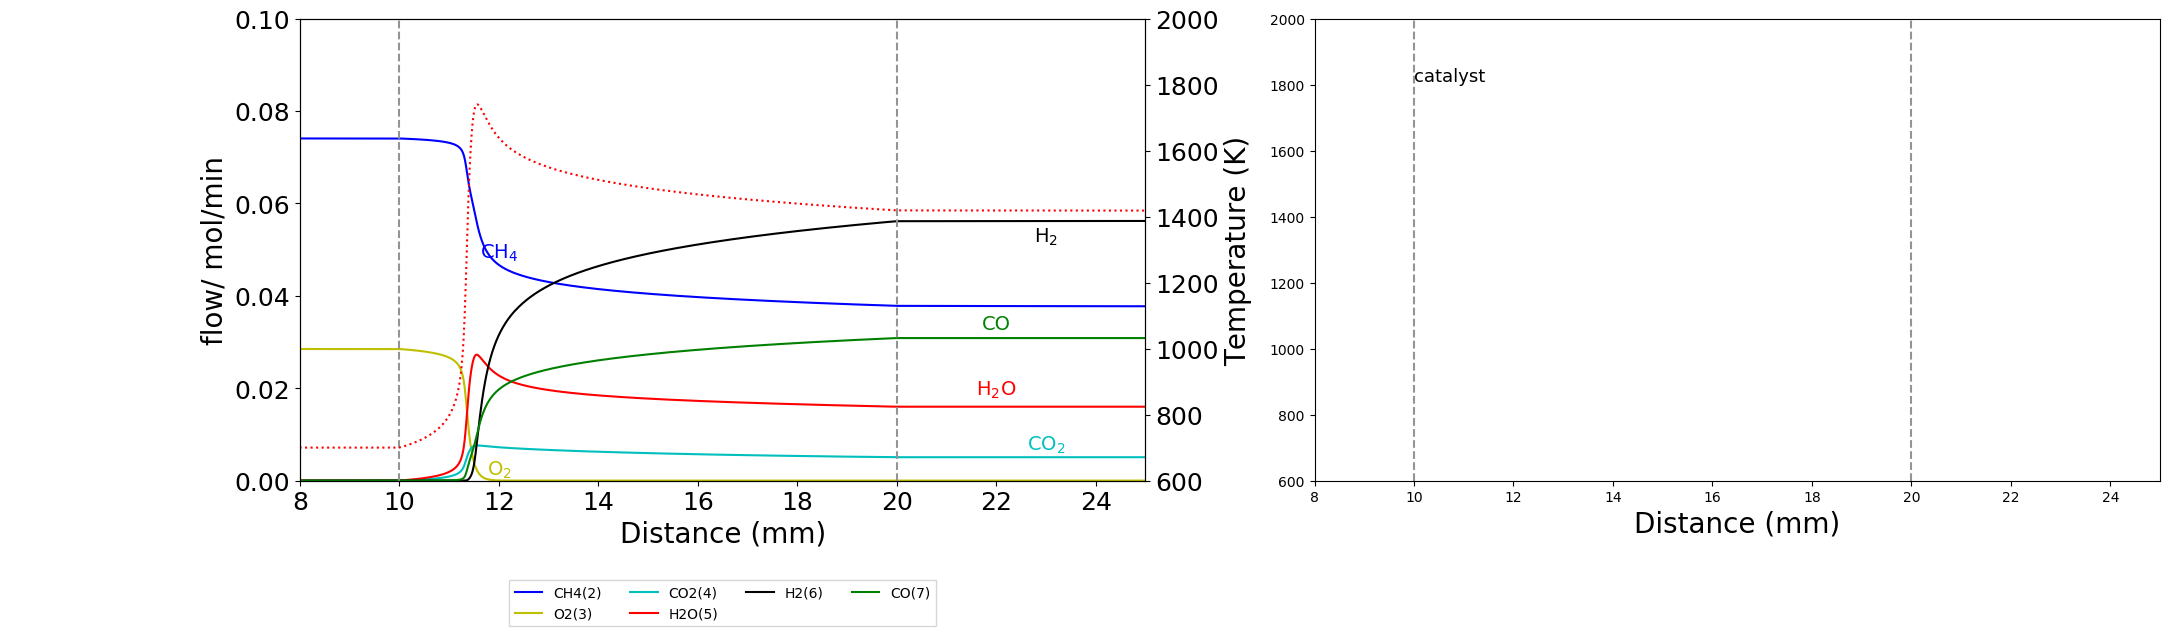 0.10
0.08
0.06
0.04
0.02
0.00
flow/ mol/min
8 10 12 14 16 18 20 22 24
Distance (mm)
2000
1800
1600
1400
1200
1000
800
600
Temperature (K)
CH₄
O₂
H₂
CO
H₂O
CO₂
CH4(2) CO2(4) H2(6) CO(7)
O2(3) H2O(5)
2000
1800
1600
1400
1200
1000
800
600
catalyst
8 10 12 14 16 18 20 22 24
Distance (mm)